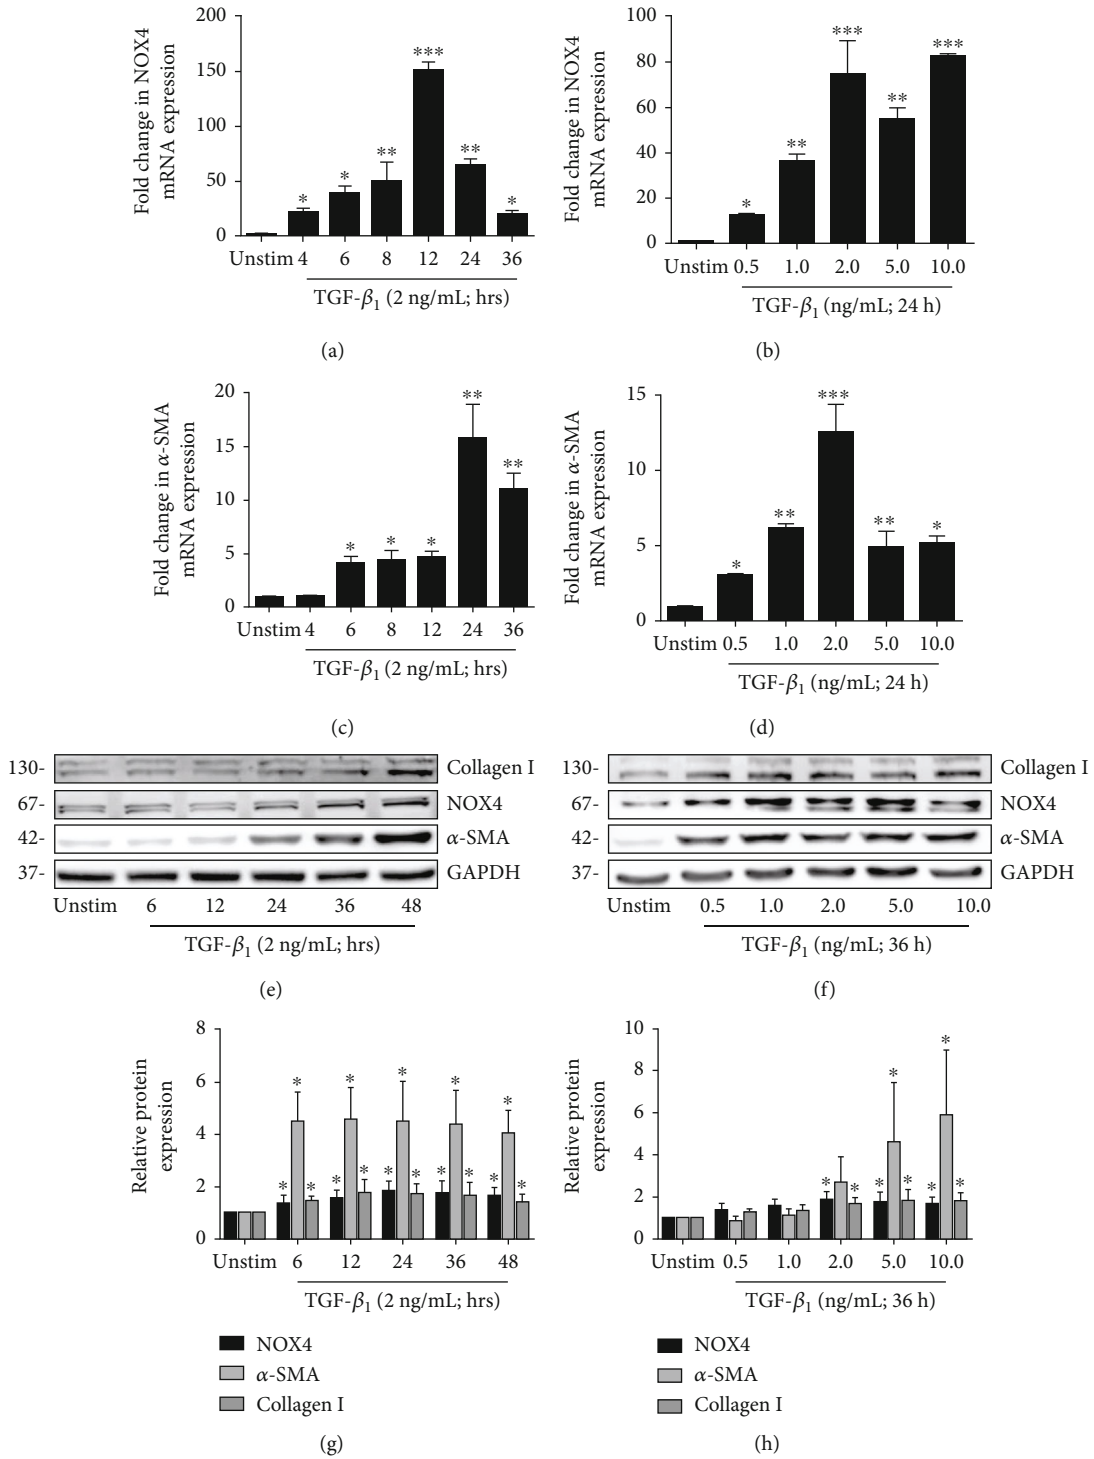 Fold change in NOX4
mRNA expression
200
150
100
50
0
*
*
**
***
**
*
Unstim 4 6 8 12 24 36
TGF-β1 (2 ng/mL; hrs)
(a)
Fold change in NOX4
mRNA expression
100
80
60
40
20
0
*
**
***
**
***
Unstim 0.5 1.0 2.0 5.0 10.0
TGF-β1 (ng/mL; 24 h)
(b)
Fold change in α-SMA
mRNA expression
20
15
10
5
0
*
*
*
**
**
Unstim 4 6 8 12 24 36
TGF-β1 (2 ng/mL; hrs)
(c)
Fold change in α-SMA
mRNA expression
15
10
5
0
*
**
***
**
*
Unstim 0.5 1.0 2.0 5.0 10.0
TGF-β1 (ng/mL; 24 h)
(d)
130- Collagen I
67- NOX4
42- α-SMA
37- GAPDH
Unstim 6 12 24 36 48
TGF-β1 (2 ng/mL; hrs)
(e)
130- Collagen I
67- NOX4
42- α-SMA
37- GAPDH
Unstim 0.5 1.0 2.0 5.0 10.0
TGF-β1 (ng/mL; 36 h)
(f)
Relative protein
expression
8
6
4
2
0
* * * * *
* * * * * * * * * *
Unstim 6 12 24 36 48
TGF-β1 (2 ng/mL; hrs)
NOX4
α-SMA
Collagen I
(g)
Relative protein
expression
10
8
6
4
2
0
* *
* * * * * *
Unstim 0.5 1.0 2.0 5.0 10.0
TGF-β1 (ng/mL; 36 h)
NOX4
α-SMA
Collagen I
(h)